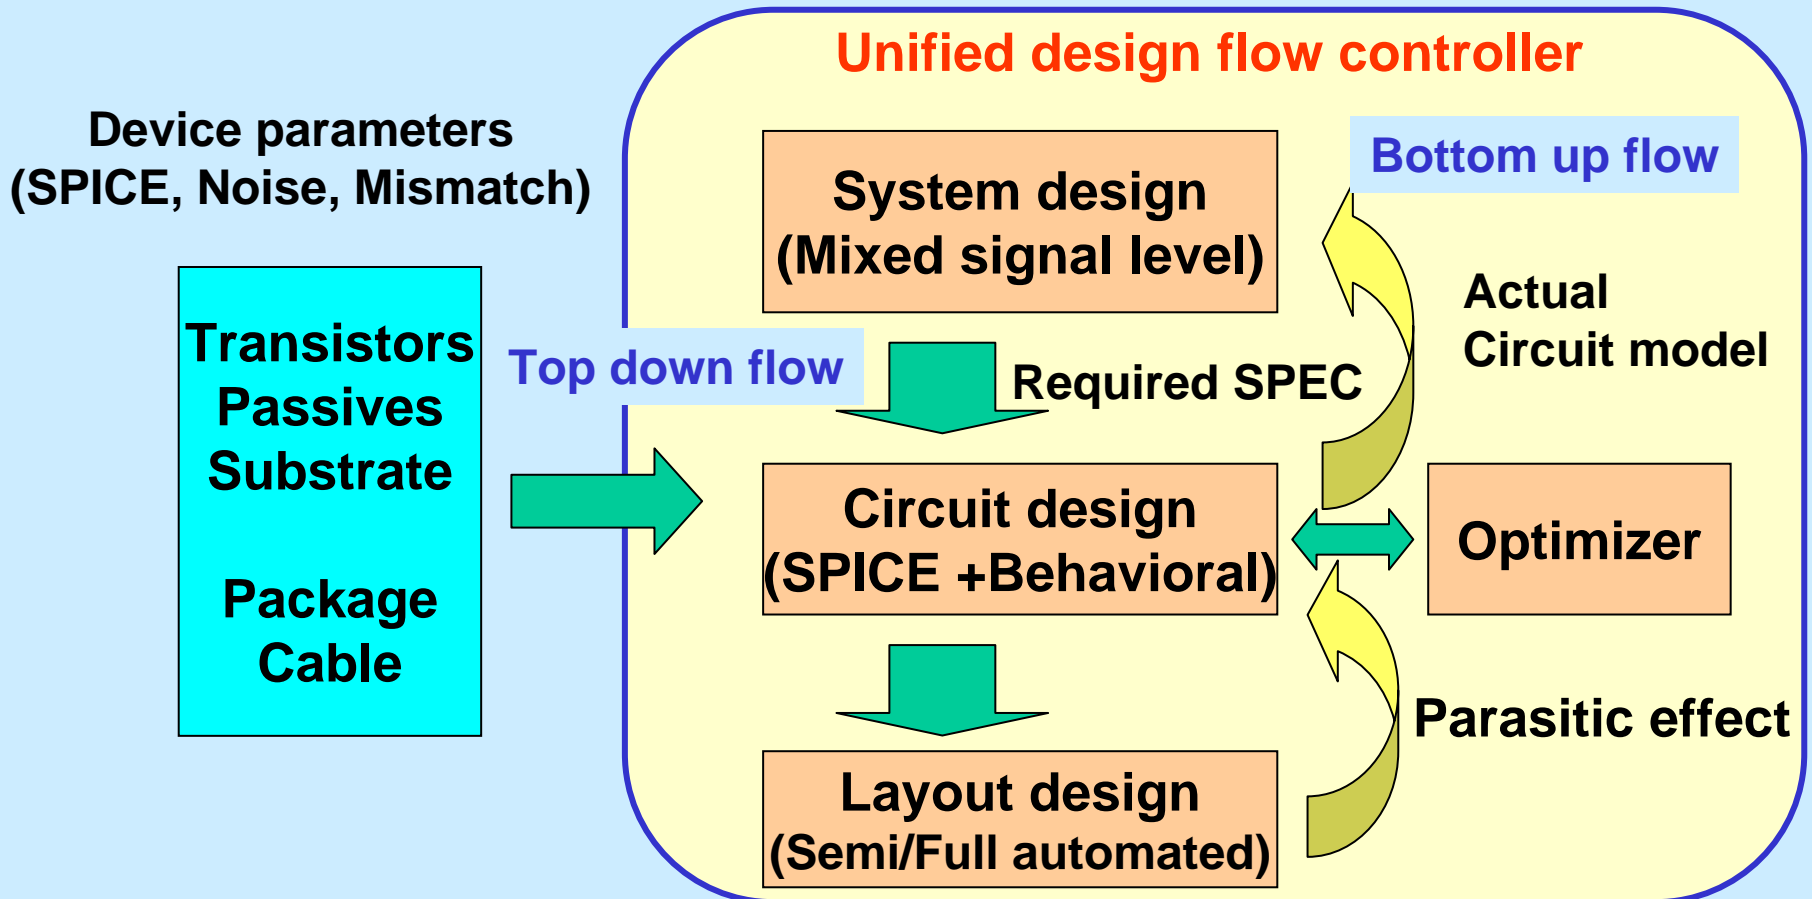 Unified design flow controller
Device parameters
(SPICE, Noise, Mismatch)
Transistors
Passives
Substrate
Package
Cable
System design
(Mixed signal level)
Bottom up flow
Actual
Circuit model
Top down flow
Required SPEC
Circuit design
(SPICE +Behavioral)
Optimizer
Parasitic effect
Layout design
(Semi/Full automated)